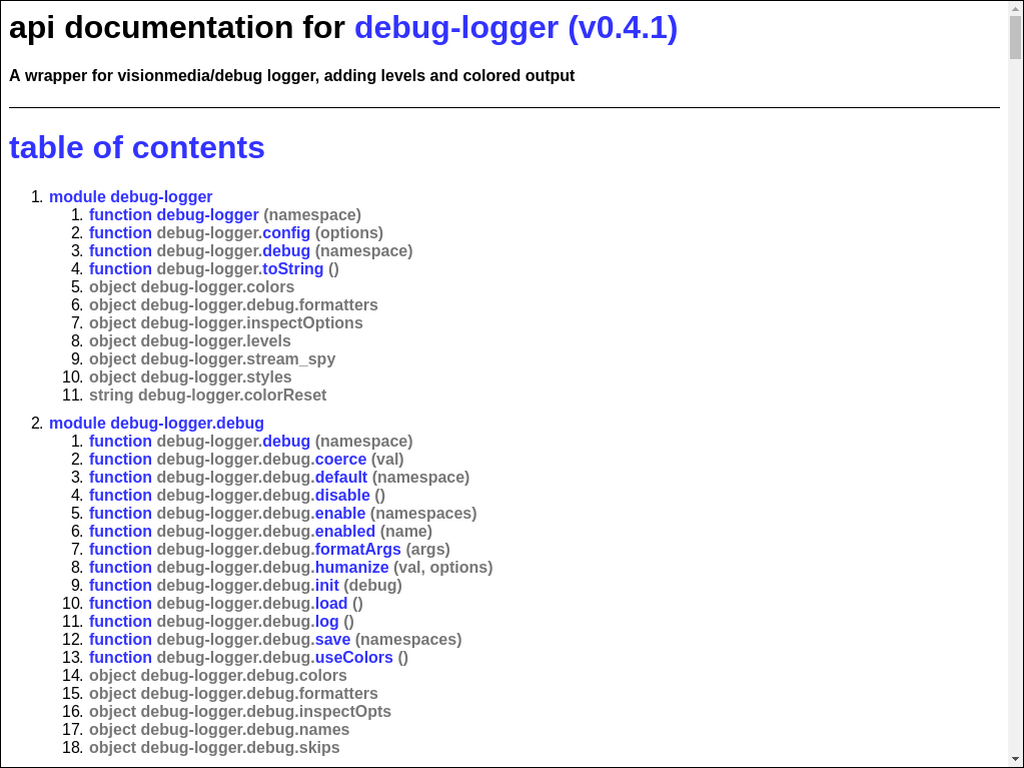 api documentation for debug-logger (v0.4.1)
A wrapper for visionmedia/debug logger, adding levels and colored output
table of contents
1. module debug-logger
1. function debug-logger (namespace)
2. function debug-logger.config (options)
3. function debug-logger.debug (namespace)
4. function debug-logger.toString ()
5. object debug-logger.colors
6. object debug-logger.debug.formatters
7. object debug-logger.inspectOptions
8. object debug-logger.levels
9. object debug-logger.stream_spy
10. object debug-logger.styles
11. string debug-logger.colorReset
2. module debug-logger.debug
1. function debug-logger.debug (namespace)
2. function debug-logger.debug.coerce (val)
3. function debug-logger.debug.default (namespace)
4. function debug-logger.debug.disable ()
5. function debug-logger.debug.enable (namespaces)
6. function debug-logger.debug.enabled (name)
7. function debug-logger.debug.formatArgs (args)
8. function debug-logger.debug.humanize (val, options)
9. function debug-logger.debug.init (debug)
10. function debug-logger.debug.load ()
11. function debug-logger.debug.log ()
12. function debug-logger.debug.save (namespaces)
13. function debug-logger.debug.useColors ()
14. object debug-logger.debug.colors
15. object debug-logger.debug.formatters
16. object debug-logger.debug.inspectOpts
17. object debug-logger.debug.names
18. object debug-logger.debug.skips